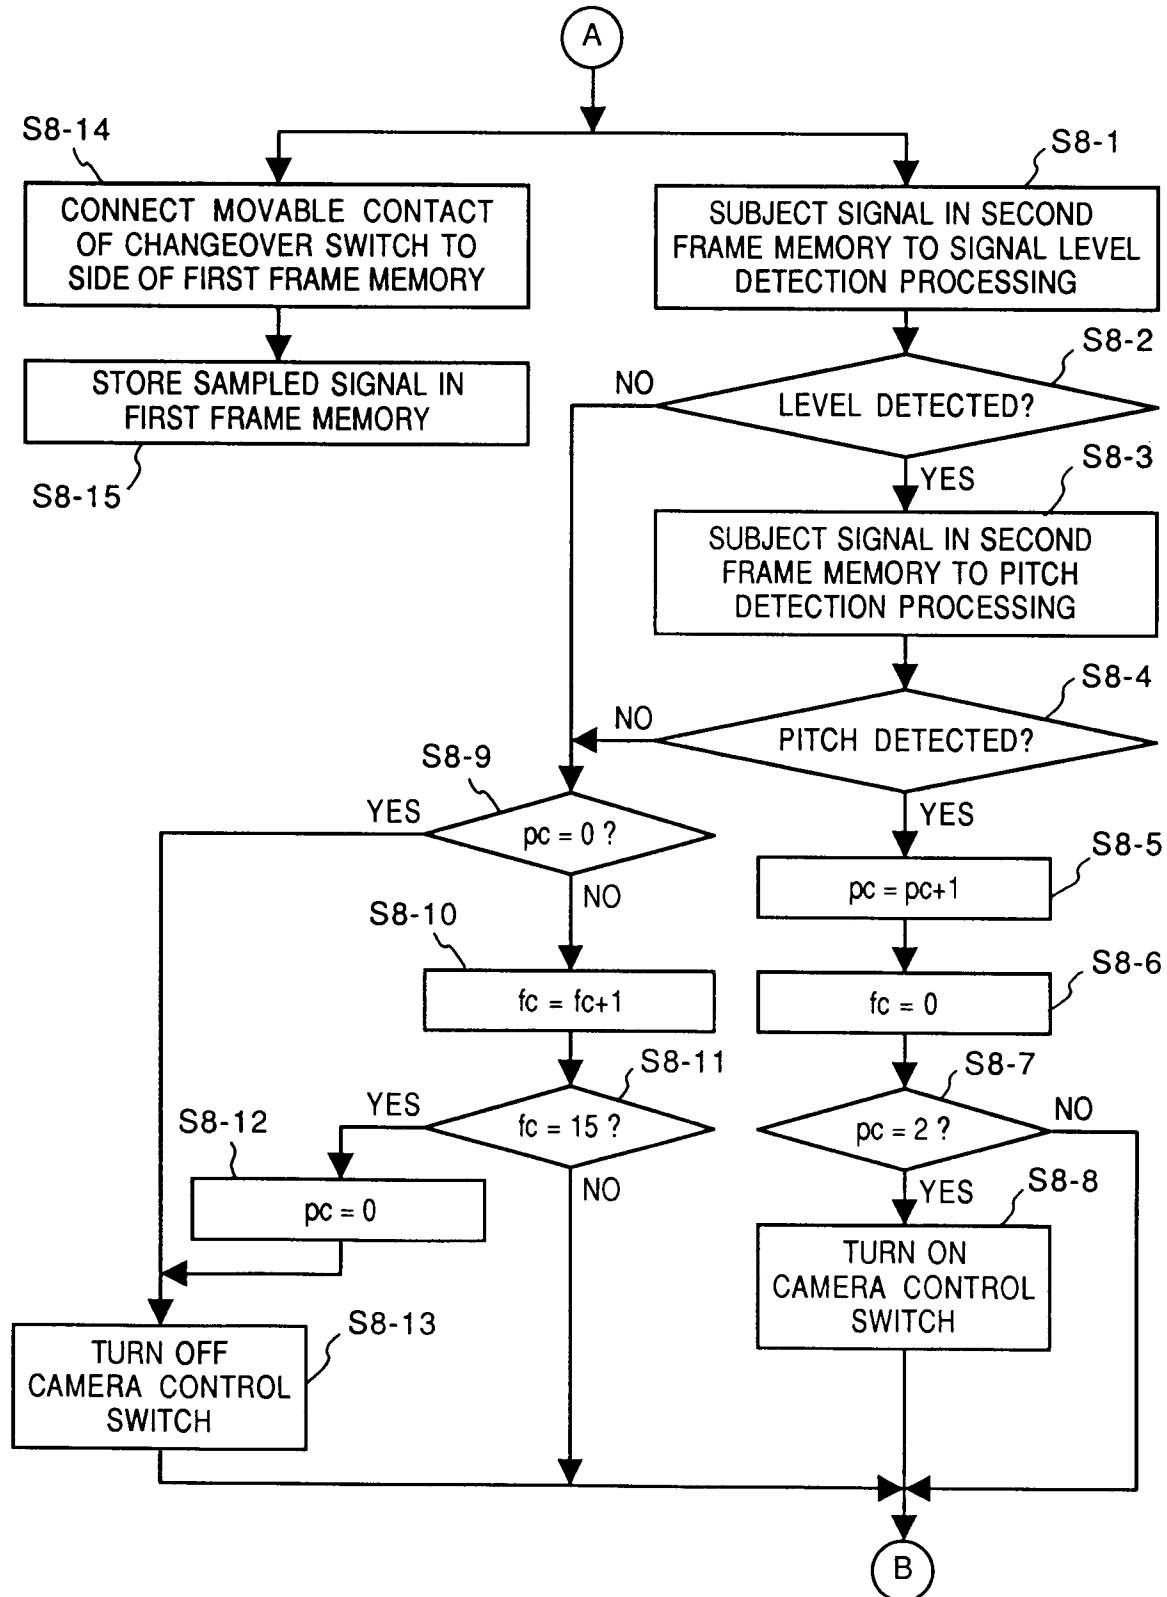 A
S8-14
CONNECT MOVABLE CONTACT
OF CHANGEOVER SWITCH TO
SIDE OF FIRST FRAME MEMORY
STORE SAMPLED SIGNAL IN
FIRST FRAME MEMORY
S8-15
S8-1
SUBJECT SIGNAL IN SECOND
FRAME MEMORY TO SIGNAL LEVEL
DETECTION PROCESSING
S8-2
NO
LEVEL DETECTED?
YES
S8-3
SUBJECT SIGNAL IN SECOND
FRAME MEMORY TO PITCH
DETECTION PROCESSING
S8-4
NO
PITCH DETECTED?
YES
S8-5
pc = pc+1
S8-6
fc = 0
S8-7
pc = 2 ?
NO
YES
S8-8
TURN ON
CAMERA CONTROL
SWITCH
S8-9
YES
pc = 0 ?
NO
S8-10
fc = fc+1
S8-11
YES
fc = 15 ?
NO
S8-12
pc = 0
S8-13
TURN OFF
CAMERA CONTROL
SWITCH
B